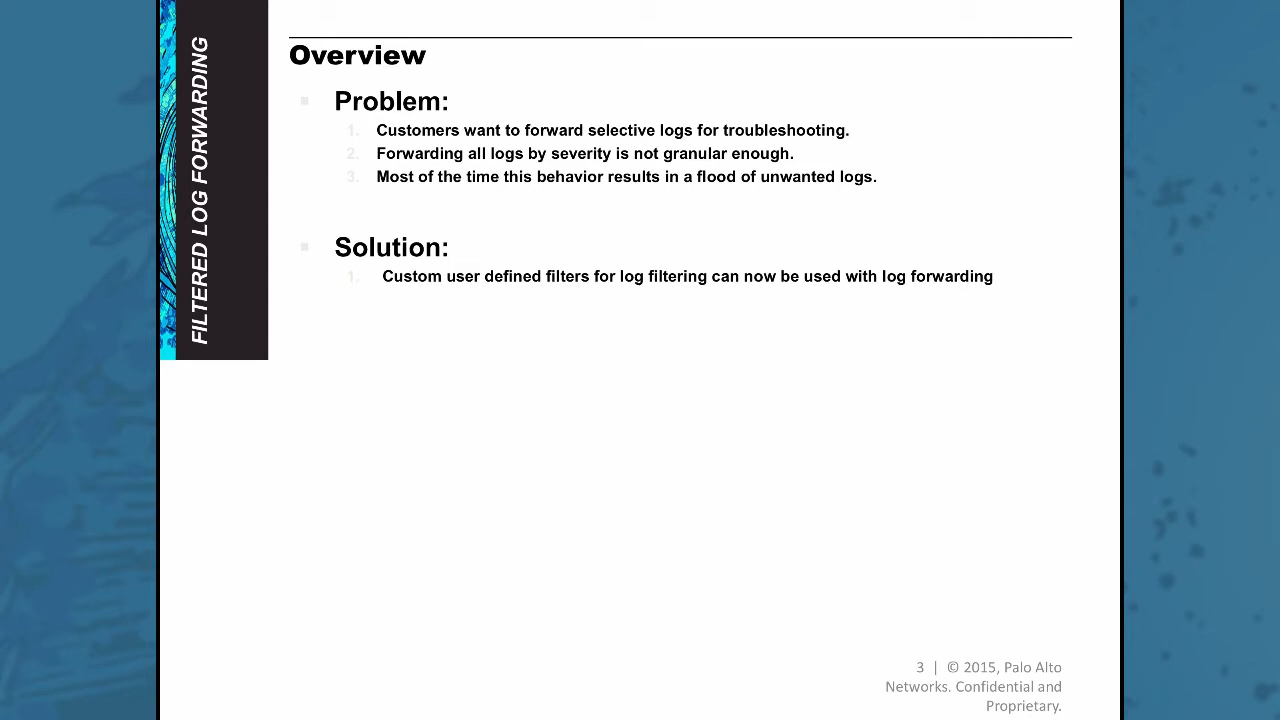 FILTERED LOG FORWARDING
Overview
Problem:
1. Customers want to forward selective logs for troubleshooting.
2. Forwarding all logs by severity is not granular enough.
3. Most of the time this behavior results in a flood of unwanted logs.
Solution:
1. Custom user defined filters for log filtering can now be used with log forwarding
3 | © 2015, Palo Alto
Networks. Confidential and
Proprietary.